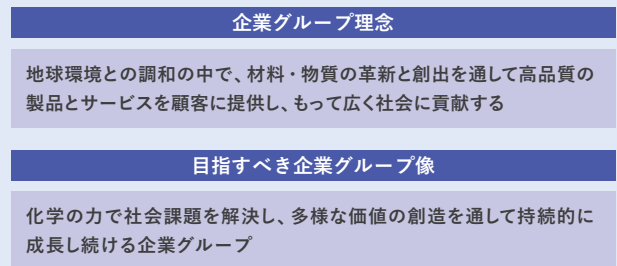 企業グループ理念
地球環境との調和の中で、材料・物質の革新と創出を通して高品質の
製品とサービスを顧客に提供し、もって広く社会に貢献する
目指すべき企業グループ像
化学の力で社会課題を解決し、多様な価値の創造を通して持続的に
成長し続ける企業グループ